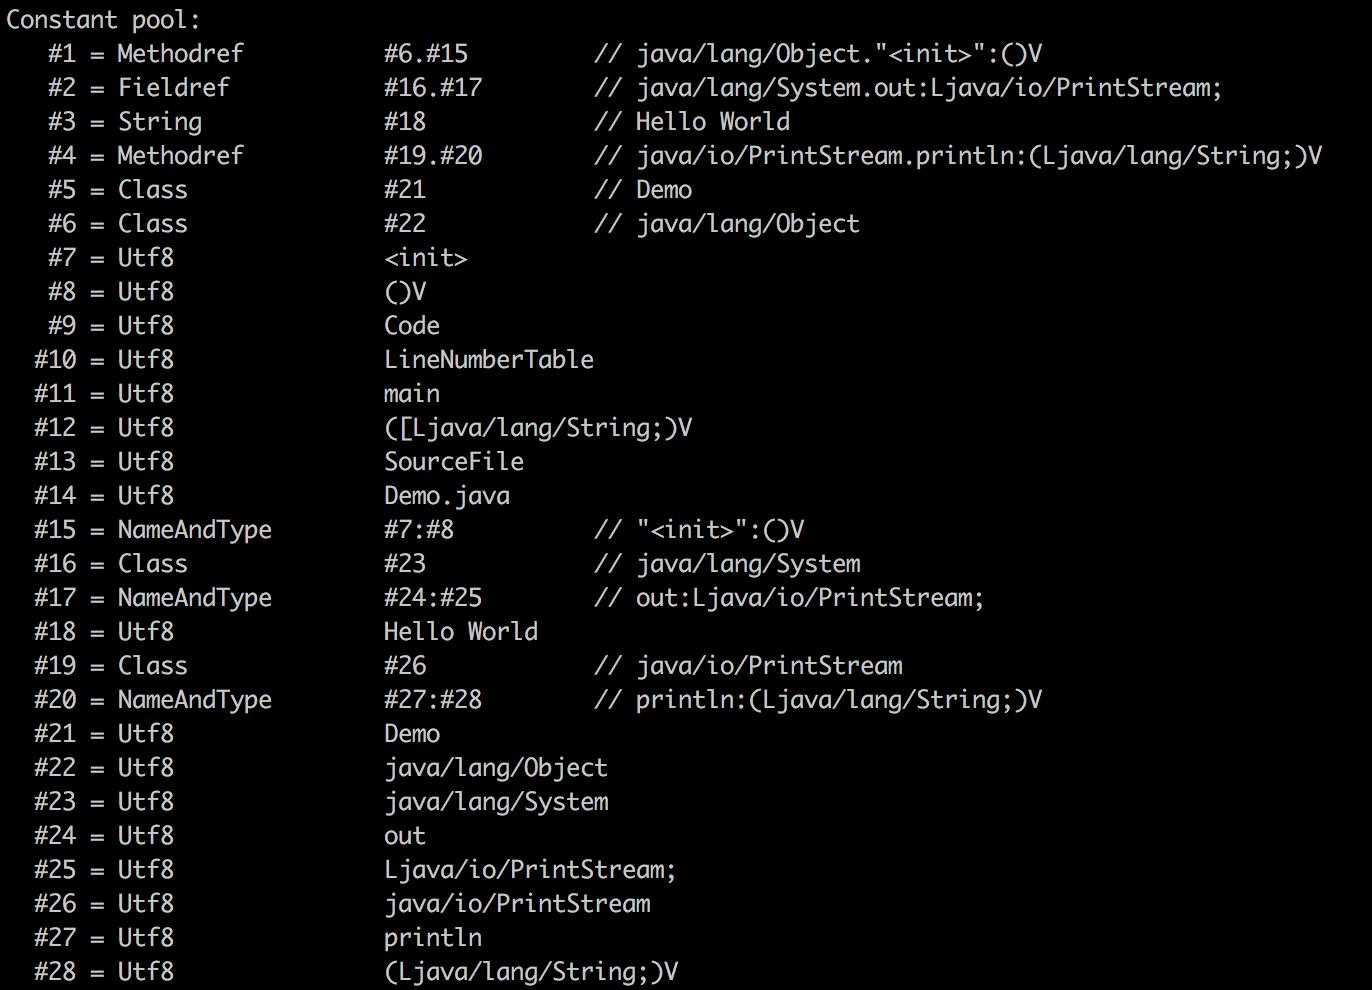 Constant pool:
   #1 = Methodref          #6.#15         // java/lang/Object."<init>":()V
   #2 = Fieldref           #16.#17        // java/lang/System.out:Ljava/io/PrintStream;
   #3 = String             #18            // Hello World
   #4 = Methodref          #19.#20        // java/io/PrintStream.println:(Ljava/lang/String;)V
   #5 = Class              #21            // Demo
   #6 = Class              #22            // java/lang/Object
   #7 = Utf8               <init>
   #8 = Utf8               ()V
   #9 = Utf8               Code
  #10 = Utf8               LineNumberTable
  #11 = Utf8               main
  #12 = Utf8               ([Ljava/lang/String;)V
  #13 = Utf8               SourceFile
  #14 = Utf8               Demo.java
  #15 = NameAndType        #7:#8          // "<init>":()V
  #16 = Class              #23            // java/lang/System
  #17 = NameAndType        #24:#25        // out:Ljava/io/PrintStream;
  #18 = Utf8               Hello World
  #19 = Class              #26            // java/io/PrintStream
  #20 = NameAndType        #27:#28        // println:(Ljava/lang/String;)V
  #21 = Utf8               Demo
  #22 = Utf8               java/lang/Object
  #23 = Utf8               java/lang/System
  #24 = Utf8               out
  #25 = Utf8               Ljava/io/PrintStream;
  #26 = Utf8               java/io/PrintStream
  #27 = Utf8               println
  #28 = Utf8               (Ljava/lang/String;)V